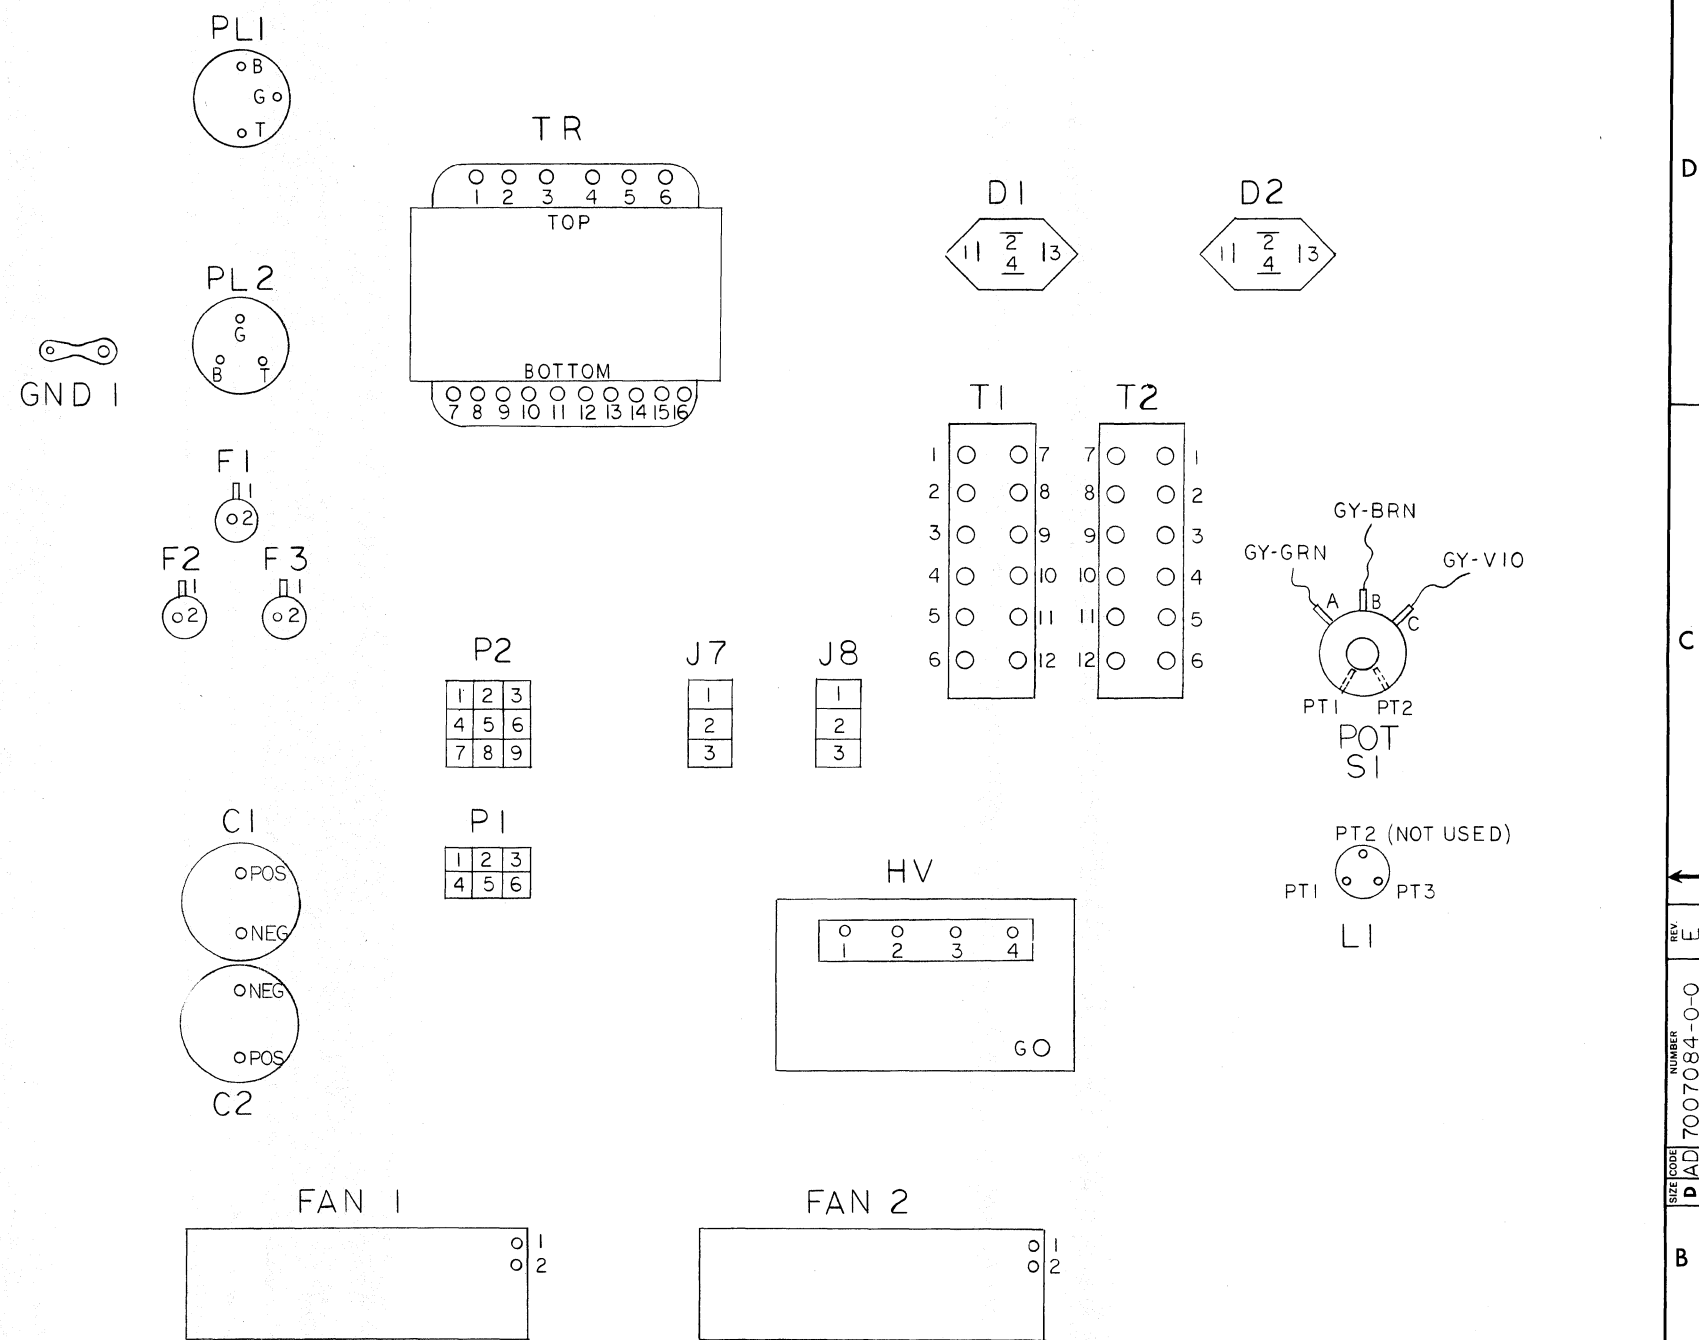 PL1
B
G
T
TR
1 2 3 4 5 6
TOP
BOTTOM
7 8 9 10 11 12 13 14 15 16
D1
1 2 3
4
D2
1 2 3
4
D
PL2
G
B T
GND 1
F1
1
2
F2
1
2
F3
1
2
T1
1 7
2 8
3 9
4 10
5 11
6 12
T2
7 1
8 2
9 3
10 4
11 5
12 6
GY-BRN
GY-GRN
GY-VIO
A B C
PT1 PT2
POT
S1
C
P2
1 2 3
4 5 6
7 8 9
J7
1
2
3
J8
1
2
3
C1
POS
NEG
NEG
POS
C2
P1
1 2 3
4 5 6
HV
1 2 3 4
G
PT2 (NOT USED)
PT1 PT3
L1
REV.
E
NUMBER
7007084-0-0
SIZE CODE
D AD
FAN 1
1
2
FAN 2
1
2
B